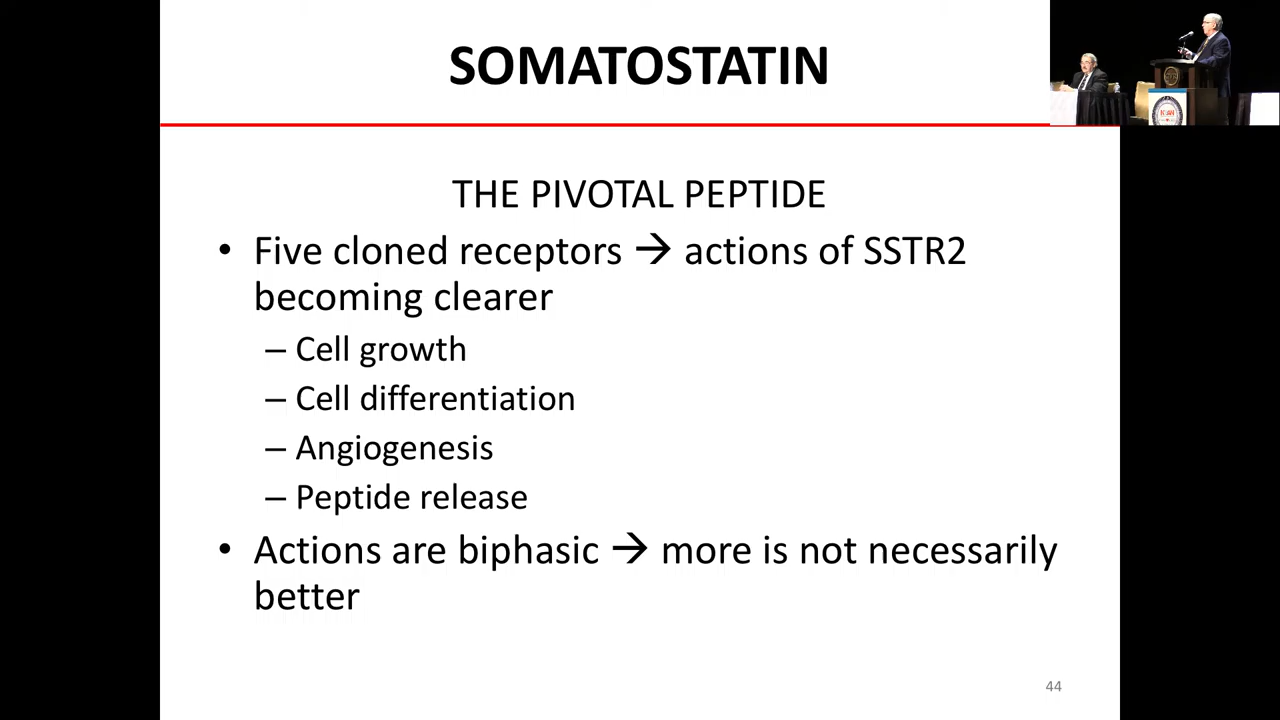 SOMATOSTATIN
THE PIVOTAL PEPTIDE
• Five cloned receptors → actions of SSTR2
becoming clearer
– Cell growth
– Cell differentiation
– Angiogenesis
– Peptide release
• Actions are biphasic → more is not necessarily
better
44